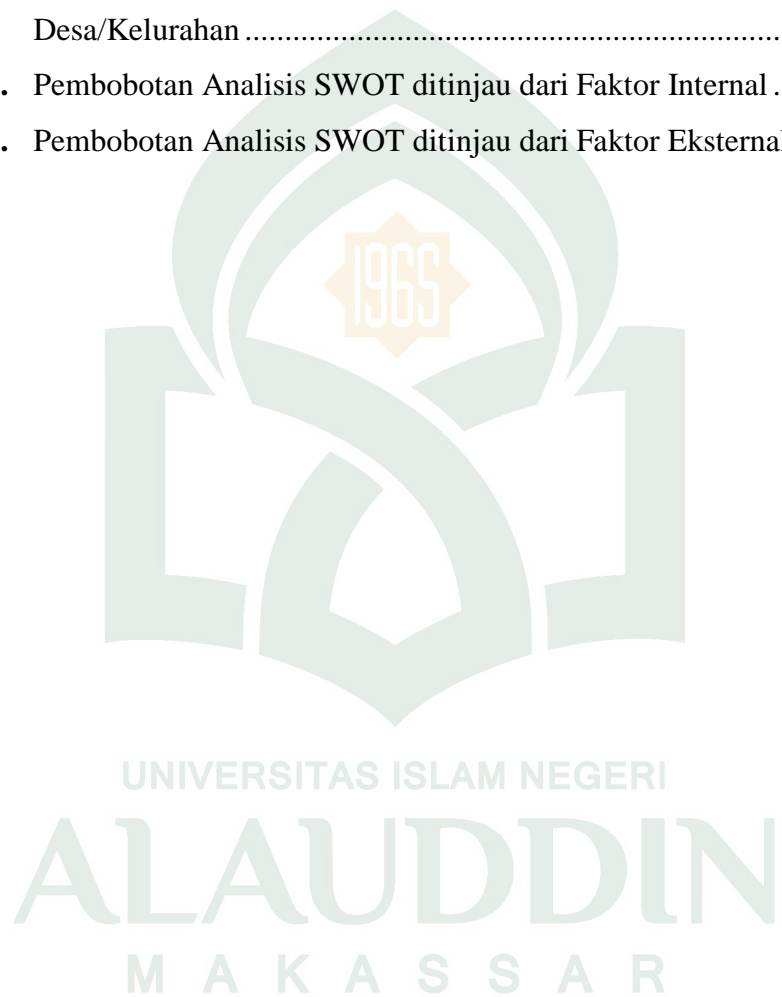 Desa/Kelurahan ....................................................................
. Pembobotan Analisis SWOT ditinjau dari Faktor Internal .
. Pembobotan Analisis SWOT ditinjau dari Faktor Eksternal
1965
UNIVERSITAS ISLAM NEGERI
ALAUDDIN
MAKASSAR